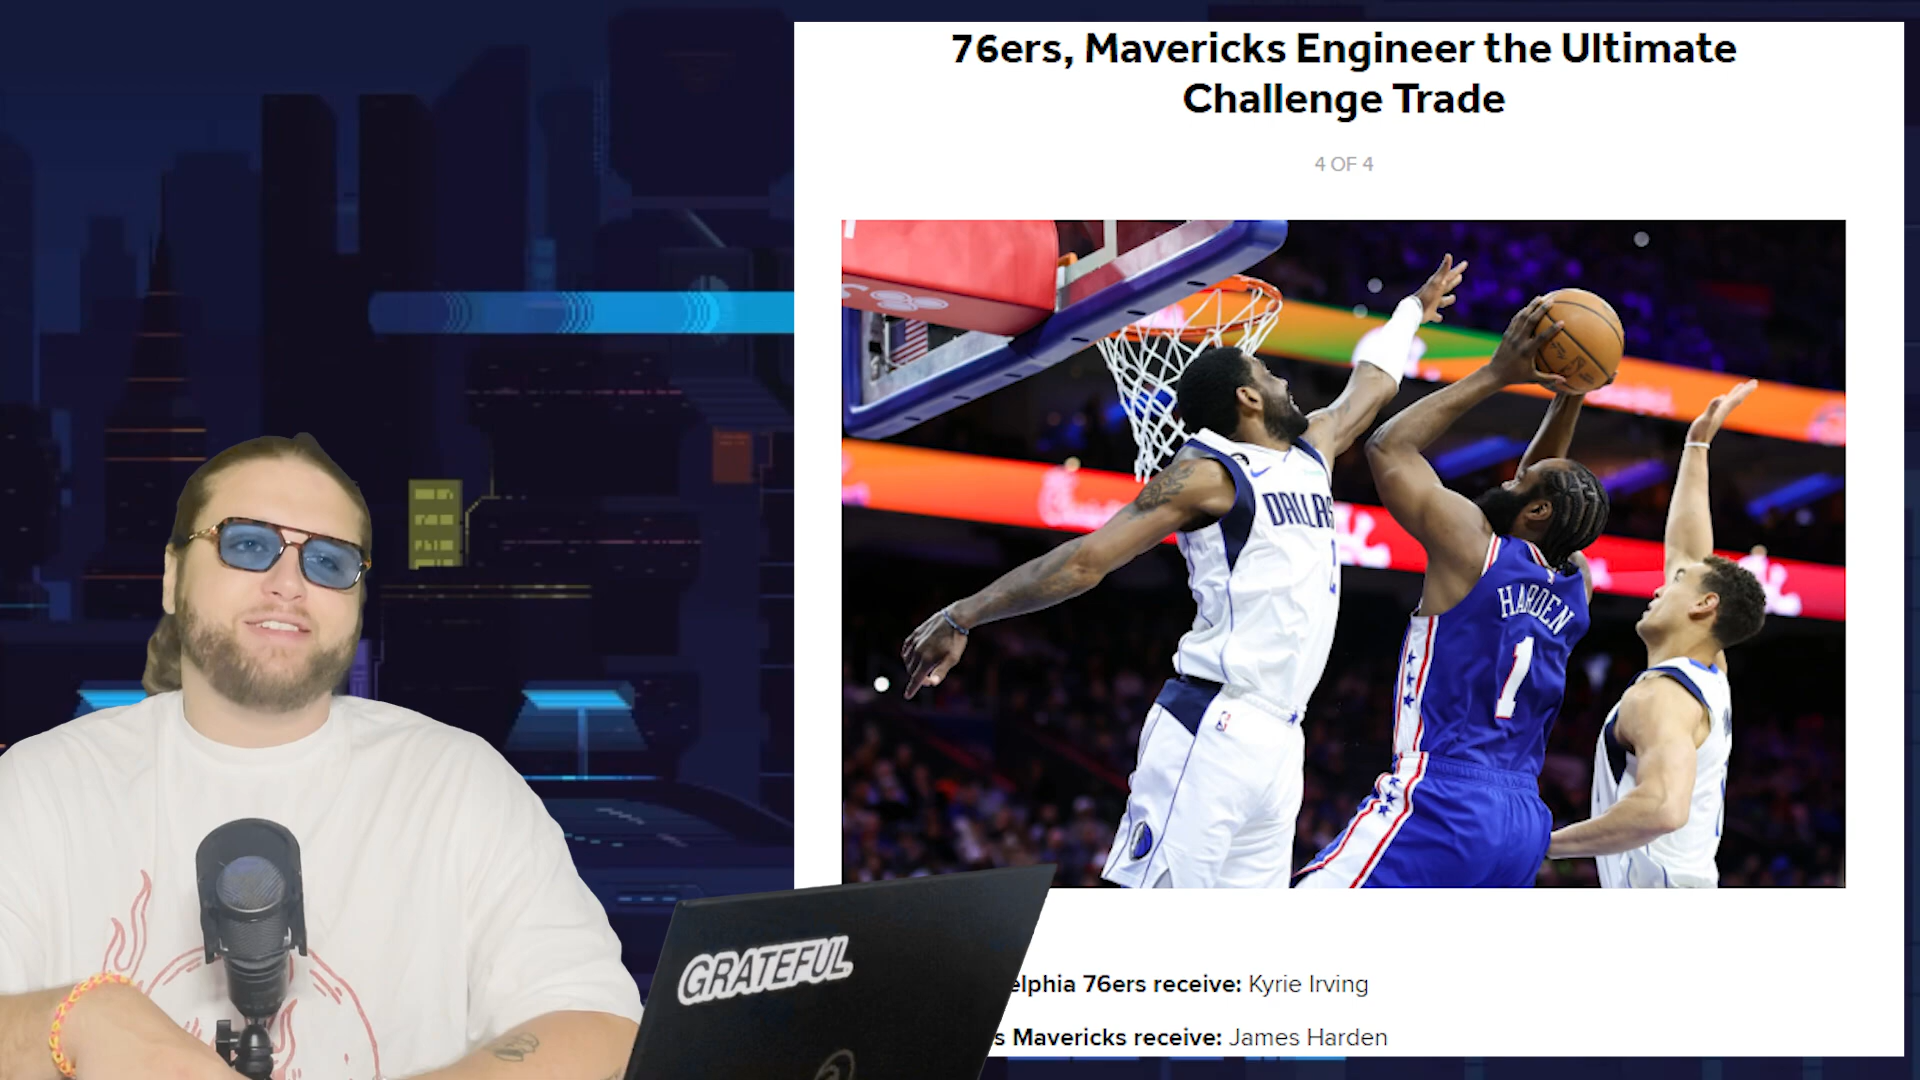 76ers, Mavericks Engineer the Ultimate
Challenge Trade
4 OF 4
DALLAS
HARDEN
1
GRATEFUL
elphia 76ers receive: Kyrie Irving
s Mavericks receive: James Harden